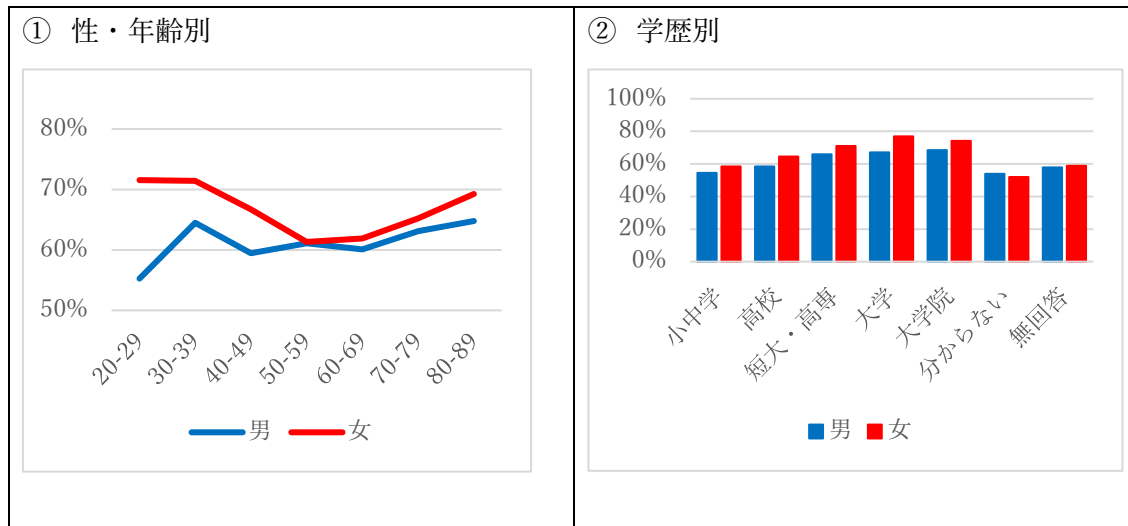 ① 性・年齢別
80%
70%
60%
50%
20-29
30-39
40-49
50-59
60-69
70-79
80-89
男 女
② 学歴別
100%
80%
60%
40%
20%
0%
小中学
高校
短大・高専
大学
大学院
分からない
無回答
男 女